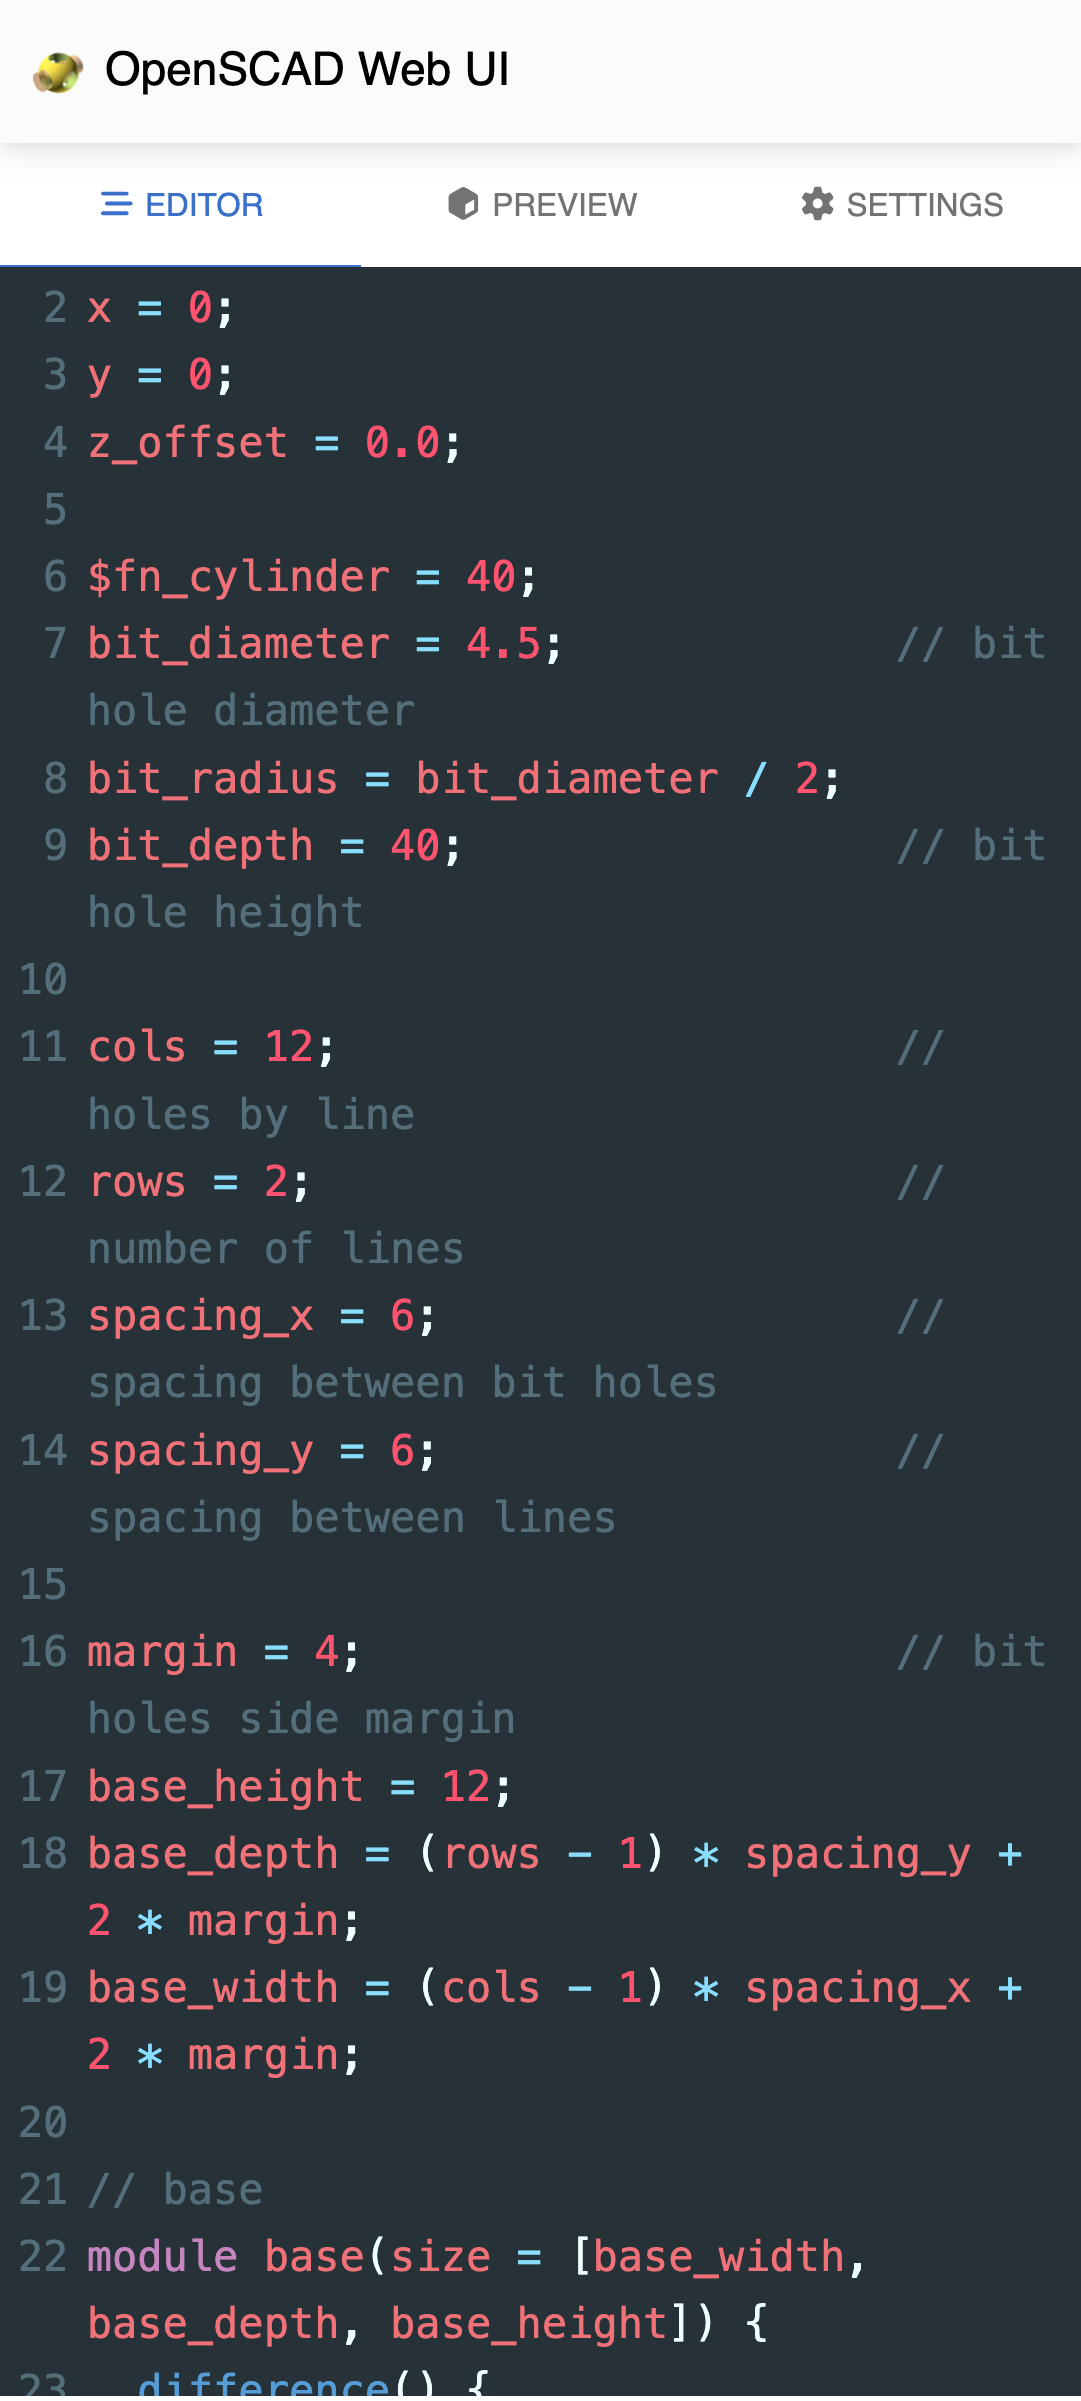 OpenSCAD Web UI
EDITOR PREVIEW SETTINGS
2 x = 0;
3 y = 0;
4 z_offset = 0.0;
5
6 $fn_cylinder = 40;
7 bit_diameter = 4.5; // bit
hole diameter
8 bit_radius = bit_diameter / 2;
9 bit_depth = 40; // bit
hole height
10
11 cols = 12; //
holes by line
12 rows = 2; //
number of lines
13 spacing_x = 6; //
spacing between bit holes
14 spacing_y = 6; //
spacing between lines
15
16 margin = 4; // bit
holes side margin
17 base_height = 12;
18 base_depth = (rows - 1) * spacing_y +
2 * margin;
19 base_width = (cols - 1) * spacing_x +
2 * margin;
20
21 // base
22 module base(size = [base_width,
base_depth, base_height]) {
23 difference() {